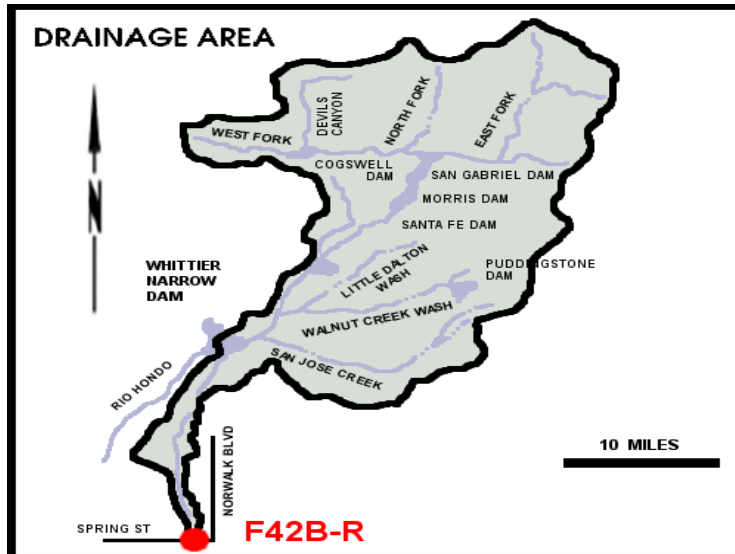 DRAINAGE AREA
N
WEST FORK
DEVILS
CANYON
NORTH FORK
EAST FORK
COGSWELL
DAM
SAN GABRIEL DAM
MORRIS DAM
SANTA FE DAM
WHITTIER
NARROW
DAM
LITTLE DALTON
WASH
PUDDINGSTONE
DAM
WALNUT CREEK WASH
SAN JOSE CREEK
RIO HONDO
NORWALK BLVD
10 MILES
SPRING ST
F42B-R